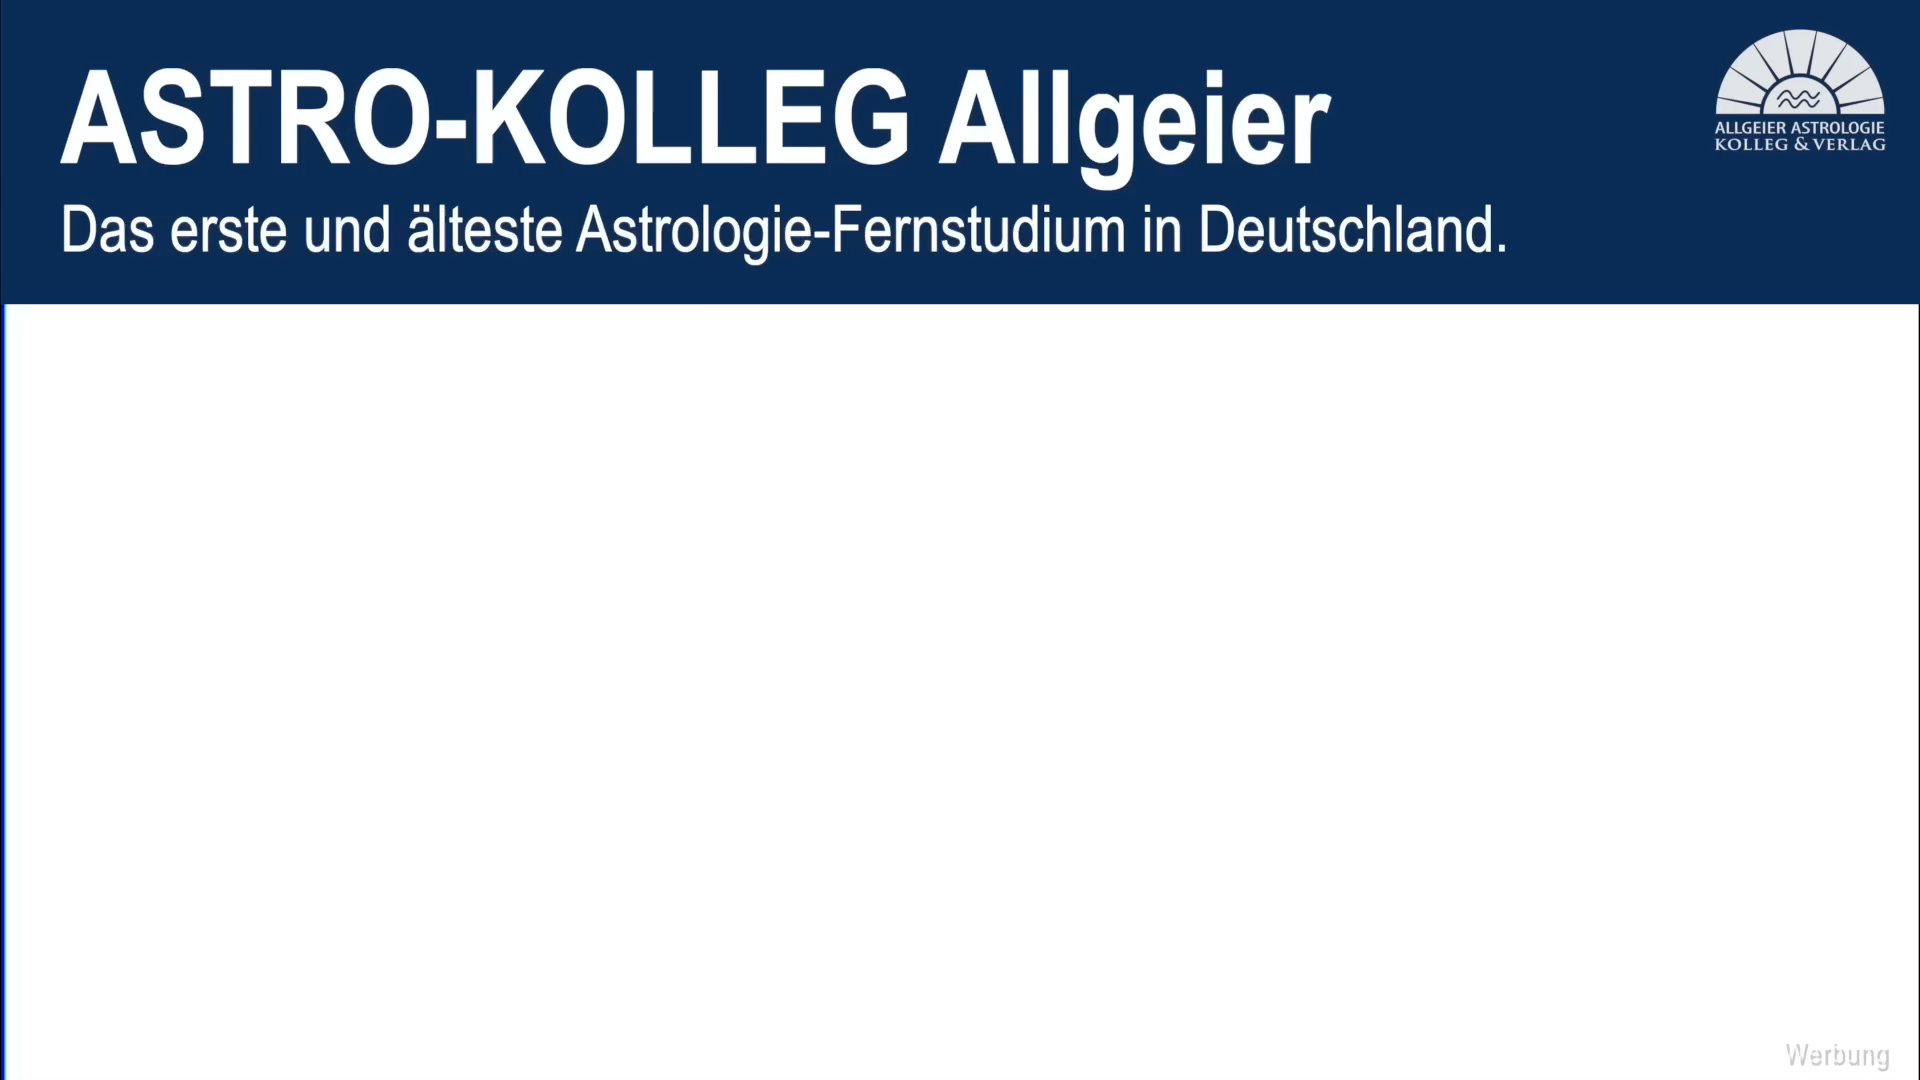 ASTRO-KOLLEG Allgeier
Das erste und älteste Astrologie-Fernstudium in Deutschland.
ALLGEIER ASTROLOGIE
KOLLEG & VERLAG
Werbung